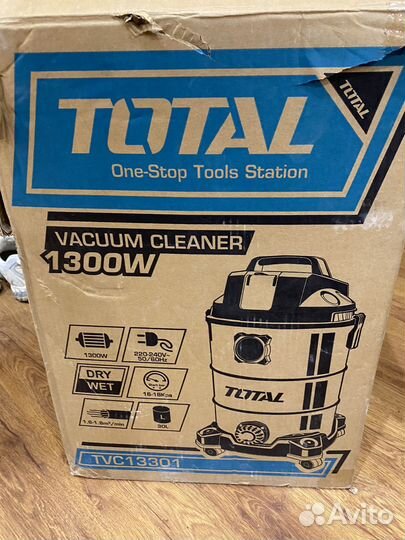 TOTAL
TOTAL
One-Stop Tools Station
VACUUM CLEANER
1300W
1300W
220-240V~
50/60Hz
DRY
WET
16-18Kpa
30L
TOTAL
TVC13301
Avito